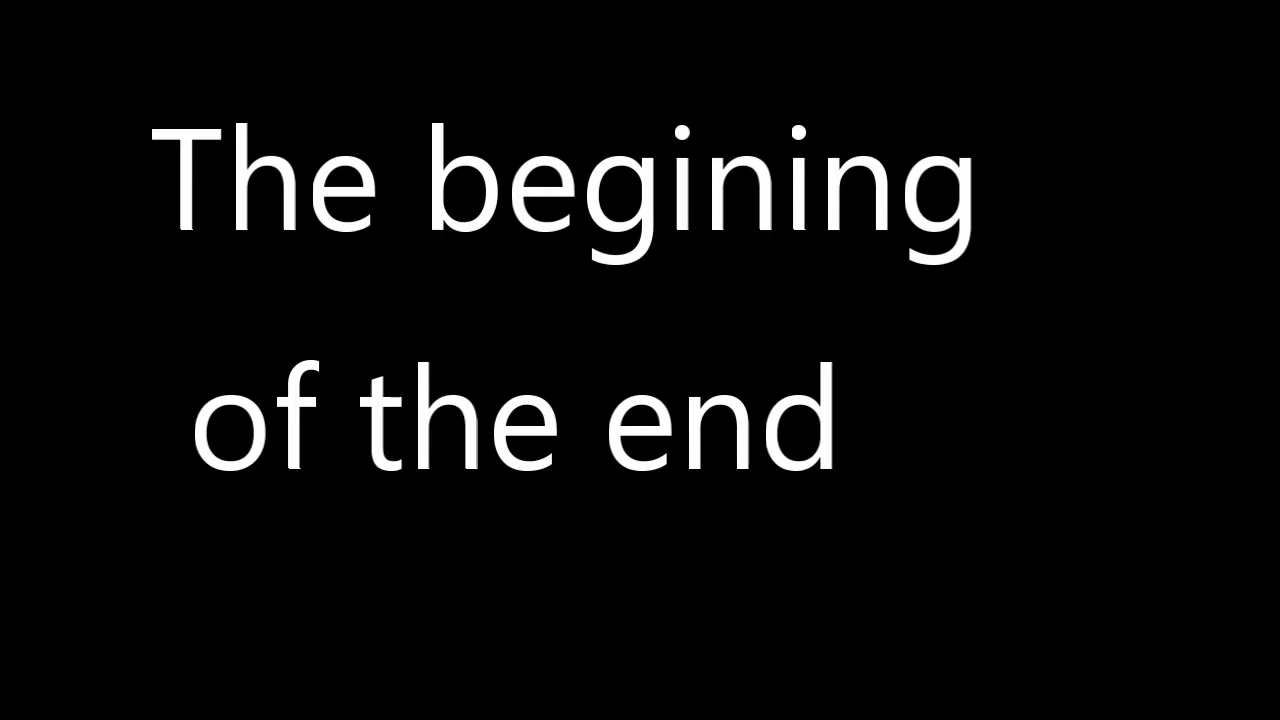 The begining
of the end